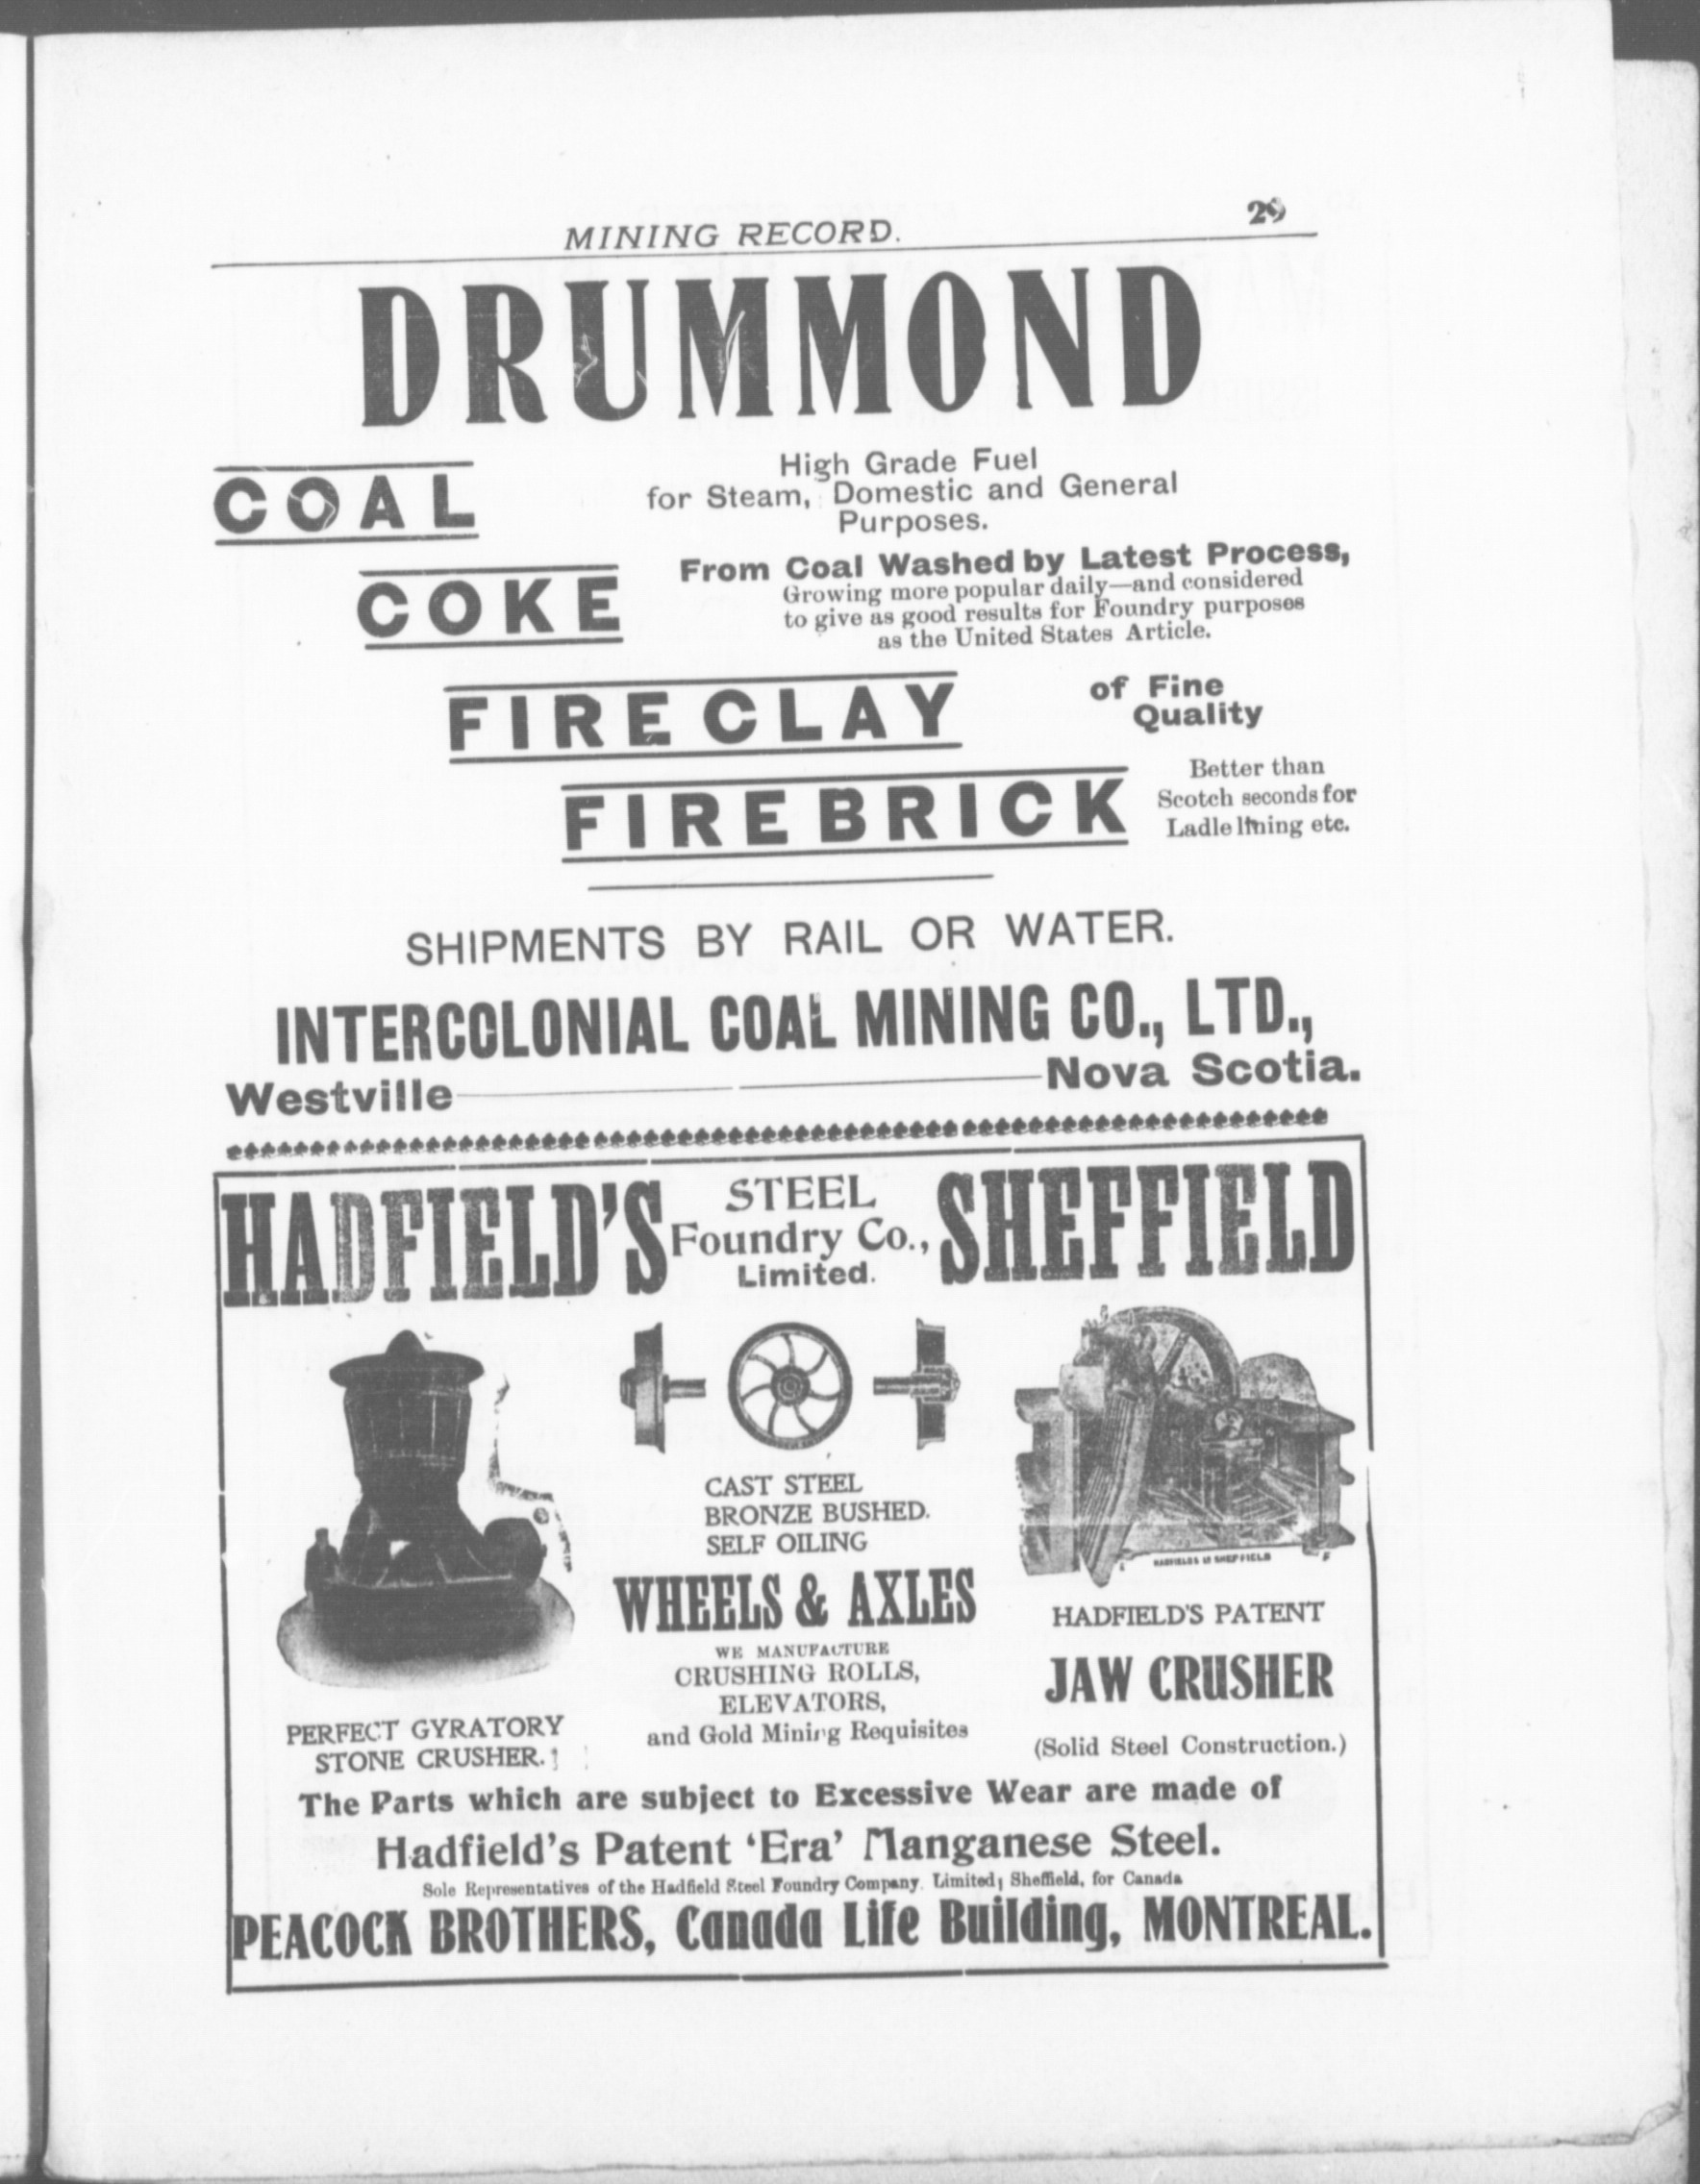 MINING RECORD.
29
DRUMMOND
COAL
High Grade Fuel
for Steam, Domestic and General
Purposes.
COKE
From Coal Washed by Latest Process,
Growing more popular daily—and considered
to give as good results for Foundry purposes
as the United States Article.
FIRECLAY
of Fine
Quality
FIREBRICK
Better than
Scotch seconds for
Ladle lining etc.
SHIPMENTS BY RAIL OR WATER.
INTERCOLONIAL COAL MINING CO., LTD.,
Westville Nova Scotia.
HADFIELD'S STEEL Foundry Co., Limited. SHEFFIELD
HADFIELDS LD SHEFFIELD
PERFECT GYRATORY
STONE CRUSHER.
CAST STEEL
BRONZE BUSHED.
SELF OILING
WHEELS & AXLES
WE MANUFACTURE
CRUSHING ROLLS,
ELEVATORS,
and Gold Mining Requisites
HADFIELD'S PATENT
JAW CRUSHER
(Solid Steel Construction.)
The Parts which are subject to Excessive Wear are made of
Hadfield's Patent 'Era' Manganese Steel.
Sole Representatives of the Hadfield Steel Foundry Company. Limited; Sheffield, for Canada
PEACOCK BROTHERS, Canada Life Building, MONTREAL.